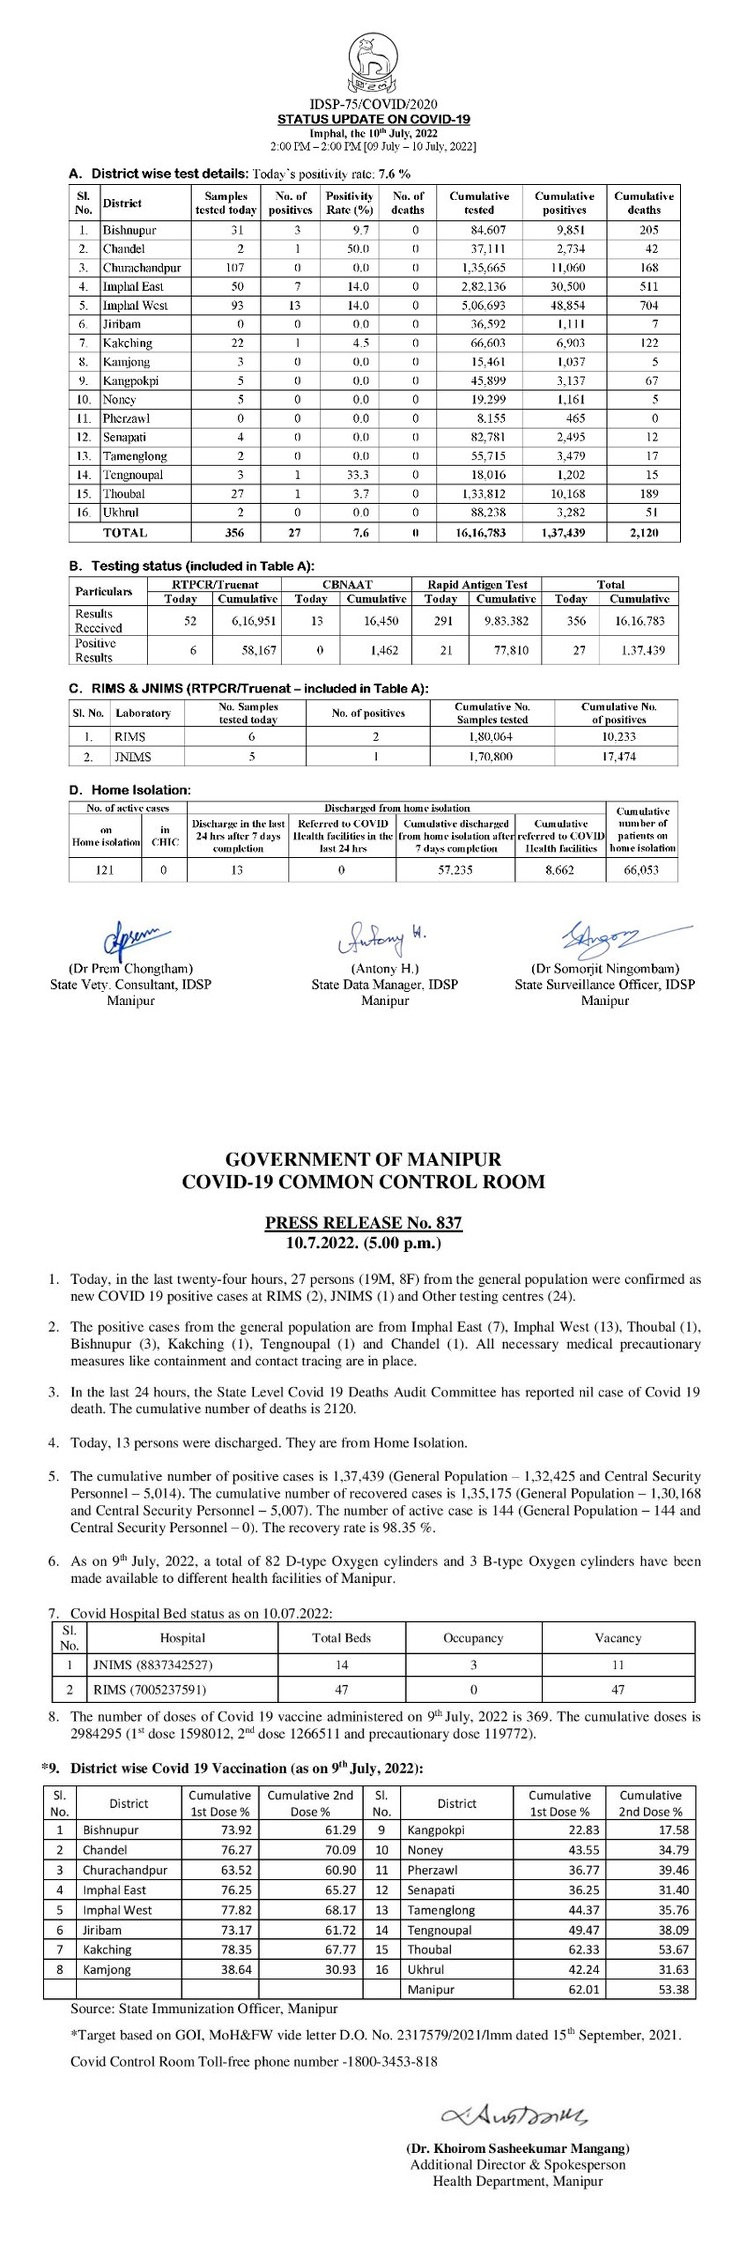 IDSP-75/COVID/2020
STATUS UPDATE ON COVID-19
Imphal, the 10th July, 2022
2:00 PM – 2:00 PM [09 July – 10 July, 2022]
A. District wise test details: Today's positivity rate: 7.6 %
Sl. No. District Samples tested today No. of positives Positivity Rate (%) No. of deaths Cumulative tested Cumulative positives Cumulative deaths
1. Bishnupur 31 3 9.7 0 84,607 9,851 205
2. Chandel 2 1 50.0 0 37,111 2,734 42
3. Churachandpur 107 0 0.0 0 1,35,665 11,060 168
4. Imphal East 50 7 14.0 0 2,82,136 30,500 511
5. Imphal West 93 13 14.0 0 5,06,693 48,854 704
6. Jiribam 0 0 0.0 0 36,592 1,111 7
7. Kakching 22 1 4.5 0 66,603 6,903 122
8. Kamjong 3 0 0.0 0 15,461 1,037 5
9. Kangpokpi 5 0 0.0 0 45,899 3,137 67
10. Noney 5 0 0.0 0 19,299 1,161 5
11. Pherzawl 0 0 0.0 0 8,155 465 0
12. Senapati 4 0 0.0 0 82,781 2,495 12
13. Tamenglong 2 0 0.0 0 55,715 3,479 17
14. Tengnoupal 3 1 33.3 0 18,016 1,202 15
15. Thoubal 27 1 3.7 0 1,33,812 10,168 189
16. Ukhrul 2 0 0.0 0 88,238 3,282 51
TOTAL 356 27 7.6 0 16,16,783 1,37,439 2,120
B. Testing status (included in Table A):
Particulars RTPCR/Truenat CBNAAT Rapid Antigen Test Total
Today Cumulative Today Cumulative Today Cumulative Today Cumulative
Results Received 52 6,16,951 13 16,450 291 9,83,382 356 16,16,783
Positive Results 6 58,167 0 1,462 21 77,810 27 1,37,439
C. RIMS & JNIMS (RTPCR/Truenat – included in Table A):
Sl. No. Laboratory No. Samples tested today No. of positives Cumulative No. Samples tested Cumulative No. of positives
1. RIMS 6 2 1,80,064 10,233
2. JNIMS 5 1 1,70,800 17,474
D. Home Isolation:
No. of active cases Discharged from home isolation Cumulative number of patients on home isolation
on Home isolation in CHIC Discharge in the last 24 hrs after 7 days completion Referred to COVID Health facilities in the last 24 hrs Cumulative discharged from home isolation after 7 days completion Cumulative referred to COVID Health facilities
121 0 13 0 57,235 8,662 66,053
(Dr Prem Chongtham) (Antony H.) (Dr Somorjit Ningombam)
State Vety. Consultant, IDSP State Data Manager, IDSP State Surveillance Officer, IDSP
Manipur Manipur Manipur
GOVERNMENT OF MANIPUR
COVID-19 COMMON CONTROL ROOM
PRESS RELEASE No. 837
10.7.2022. (5.00 p.m.)
1. Today, in the last twenty-four hours, 27 persons (19M, 8F) from the general population were confirmed as
new COVID 19 positive cases at RIMS (2), JNIMS (1) and Other testing centres (24).
2. The positive cases from the general population are from Imphal East (7), Imphal West (13), Thoubal (1),
Bishnupur (3), Kakching (1), Tengnoupal (1) and Chandel (1). All necessary medical precautionary
measures like containment and contact tracing are in place.
3. In the last 24 hours, the State Level Covid 19 Deaths Audit Committee has reported nil case of Covid 19
death. The cumulative number of deaths is 2120.
4. Today, 13 persons were discharged. They are from Home Isolation.
5. The cumulative number of positive cases is 1,37,439 (General Population – 1,32,425 and Central Security
Personnel – 5,014). The cumulative number of recovered cases is 1,35,175 (General Population – 1,30,168
and Central Security Personnel – 5,007). The number of active case is 144 (General Population – 144 and
Central Security Personnel – 0). The recovery rate is 98.35 %.
6. As on 9th July, 2022, a total of 82 D-type Oxygen cylinders and 3 B-type Oxygen cylinders have been
made available to different health facilities of Manipur.
7. Covid Hospital Bed status as on 10.07.2022:
Sl. No. Hospital Total Beds Occupancy Vacancy
1 JNIMS (8837342527) 14 3 11
2 RIMS (7005237591) 47 0 47
8. The number of doses of Covid 19 vaccine administered on 9th July, 2022 is 369. The cumulative doses is
2984295 (1st dose 1598012, 2nd dose 1266511 and precautionary dose 119772).
*9. District wise Covid 19 Vaccination (as on 9th July, 2022):
Sl. No. District Cumulative 1st Dose % Cumulative 2nd Dose % Sl. No. District Cumulative 1st Dose % Cumulative 2nd Dose %
1 Bishnupur 73.92 61.29 9 Kangpokpi 22.83 17.58
2 Chandel 76.27 70.09 10 Noney 43.55 34.79
3 Churachandpur 63.52 60.90 11 Pherzawl 36.77 39.46
4 Imphal East 76.25 65.27 12 Senapati 36.25 31.40
5 Imphal West 77.82 68.17 13 Tamenglong 44.37 35.76
6 Jiribam 73.17 61.72 14 Tengnoupal 49.47 38.09
7 Kakching 78.35 67.77 15 Thoubal 62.33 53.67
8 Kamjong 38.64 30.93 16 Ukhrul 42.24 31.63
Manipur 62.01 53.38
Source: State Immunization Officer, Manipur
*Target based on GOI, MoH&FW vide letter D.O. No. 2317579/2021/Imm dated 15th September, 2021.
Covid Control Room Toll-free phone number -1800-3453-818
(Dr. Khoirom Sasheekumar Mangang)
Additional Director & Spokesperson
Health Department, Manipur